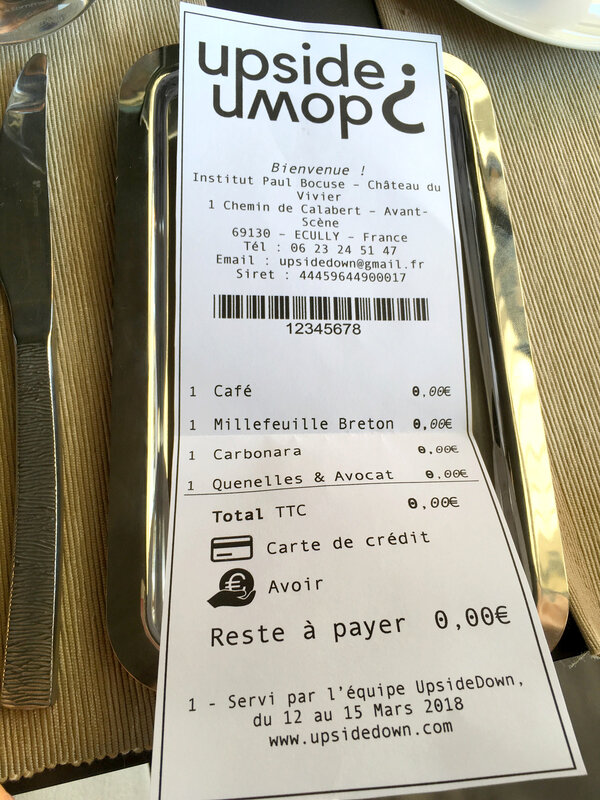 upside
down ¿
Bienvenue !
Institut Paul Bocuse – Château du
Vivier
1 Chemin de Calabert – Avant-
Scène
69130 – ECULLY – France
Tél : 06 23 24 51 47
Email : upsidedown@gmail.fr
Siret : 44459644900017
12345678
1 Café 0,00€
1 Millefeuille Breton 0,00€
1 Carbonara 0,00€
1 Quenelles & Avocat 0,00€
Total TTC 0,00€
Carte de crédit
€ Avoir
Reste à payer 0,00€
1 - Servi par l'équipe UpsideDown,
du 12 au 15 Mars 2018
www.upsidedown.com